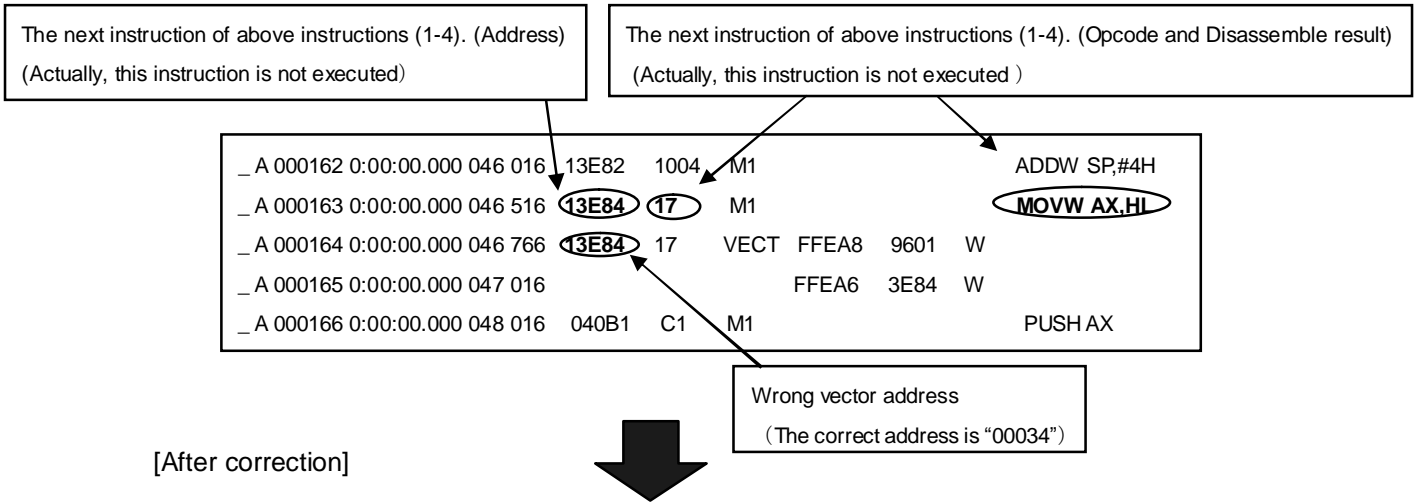 The next instruction of above instructions (1-4). (Address)
(Actually, this instruction is not executed）
The next instruction of above instructions (1-4). (Opcode and Disassemble result)
(Actually, this instruction is not executed ）
_ A 000162 0:00:00.000 046 016 13E82 1004 M1 ADDW SP,#4H
_ A 000163 0:00:00.000 046 516 13E84 17 M1 MOVW AX,HL
_ A 000164 0:00:00.000 046 766 13E84 17 VECT FFEA8 9601 W
_ A 000165 0:00:00.000 047 016 FFEA6 3E84 W
_ A 000166 0:00:00.000 048 016 040B1 C1 M1 PUSH AX
Wrong vector address
（The correct address is “00034”）
[After correction]